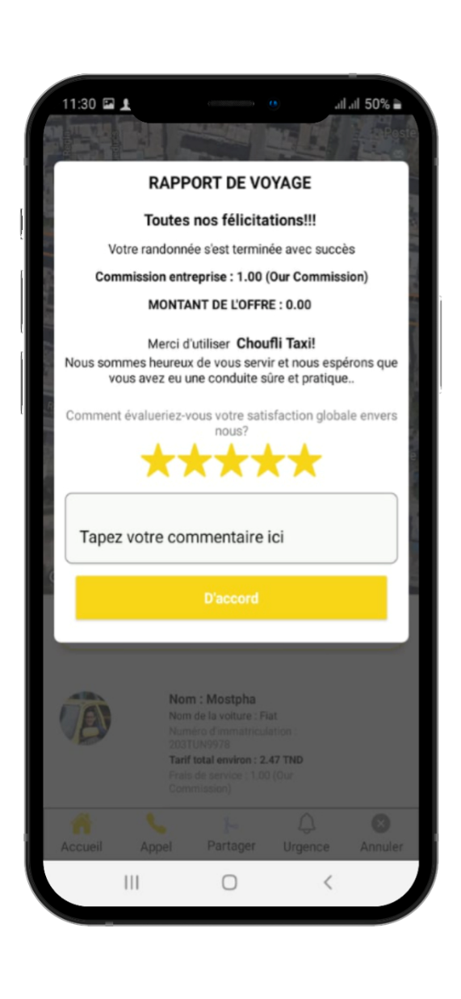 11:30
50%
Poste
RAPPORT DE VOYAGE
Toutes nos félicitations!!!
Votre randonnée s'est terminée avec succès
Commission entreprise : 1.00 (Our Commission)
MONTANT DE L'OFFRE : 0.00
Merci d'utiliser Choufli Taxi!
Nous sommes heureux de vous servir et nous espérons que
vous avez eu une conduite sûre et pratique..
Comment évalueriez-vous votre satisfaction globale envers
nous?
Tapez votre commentaire ici
D'accord
Nom : Mostpha
Nom de la voiture : Fiat
Numéro d'immatriculation :
203TUN9978
Tarif total environ : 2.47 TND
Frais de service : 1.00 (Our
Commission)
Accueil
Appel
Partager
Urgence
Annuler